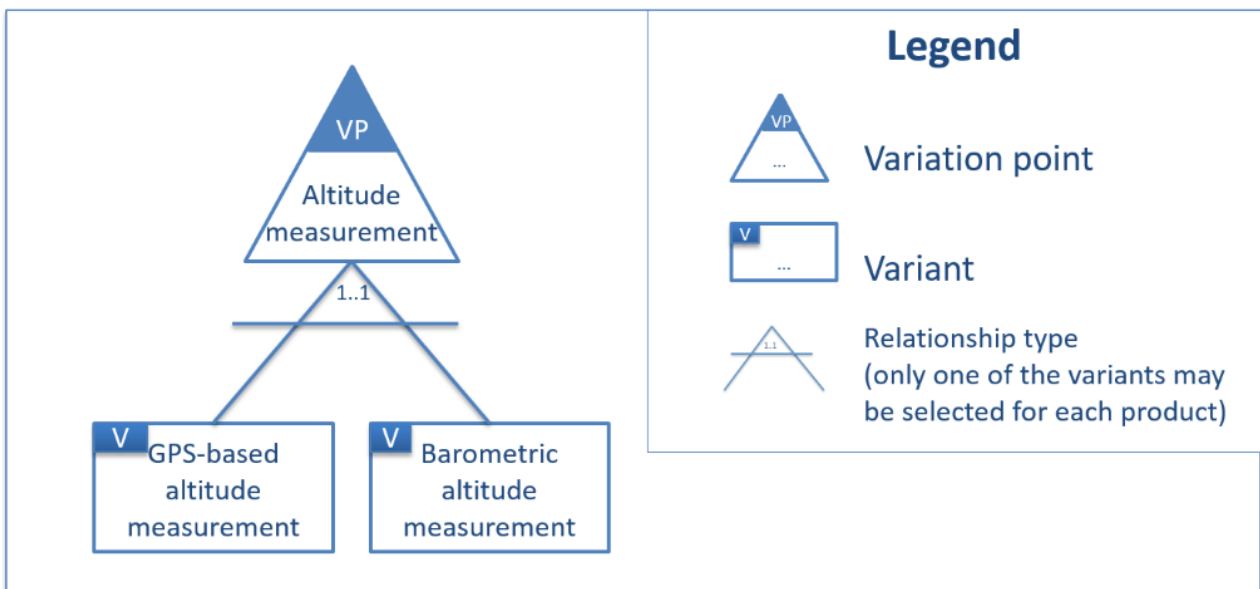 VP
Altitude
measurement
1..1
V
GPS-based
altitude
measurement
V
Barometric
altitude
measurement
Legend
VP
...
Variation point
V
...
Variant
1..1
Relationship type
(only one of the variants may
be selected for each product)